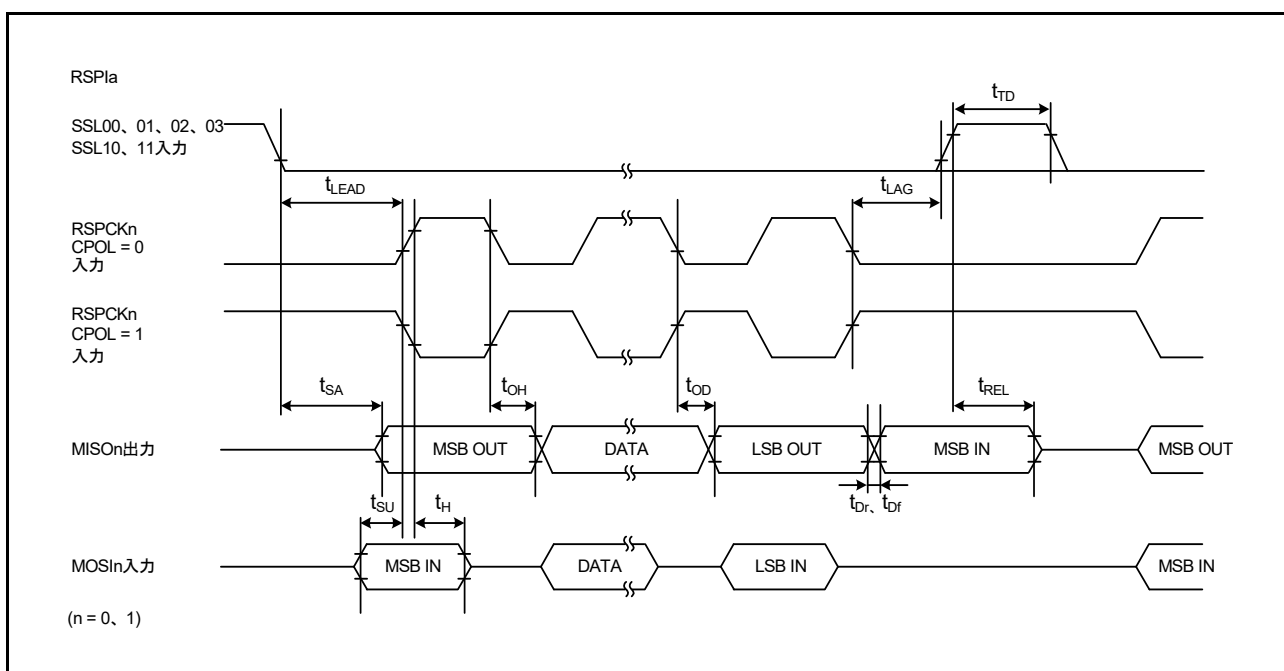 RSPIa
SSL00、01、02、03
SSL10、11入力
tTD
tLEAD
tLAG
RSPCKn
CPOL = 0
入力
RSPCKn
CPOL = 1
入力
tSA
tOH
tOD
tREL
MISOn出力
MSB OUT
DATA
LSB OUT
MSB IN
MSB OUT
tSU
tH
tDr、tDf
MOSIn入力
MSB IN
DATA
LSB IN
MSB IN
(n = 0、1)